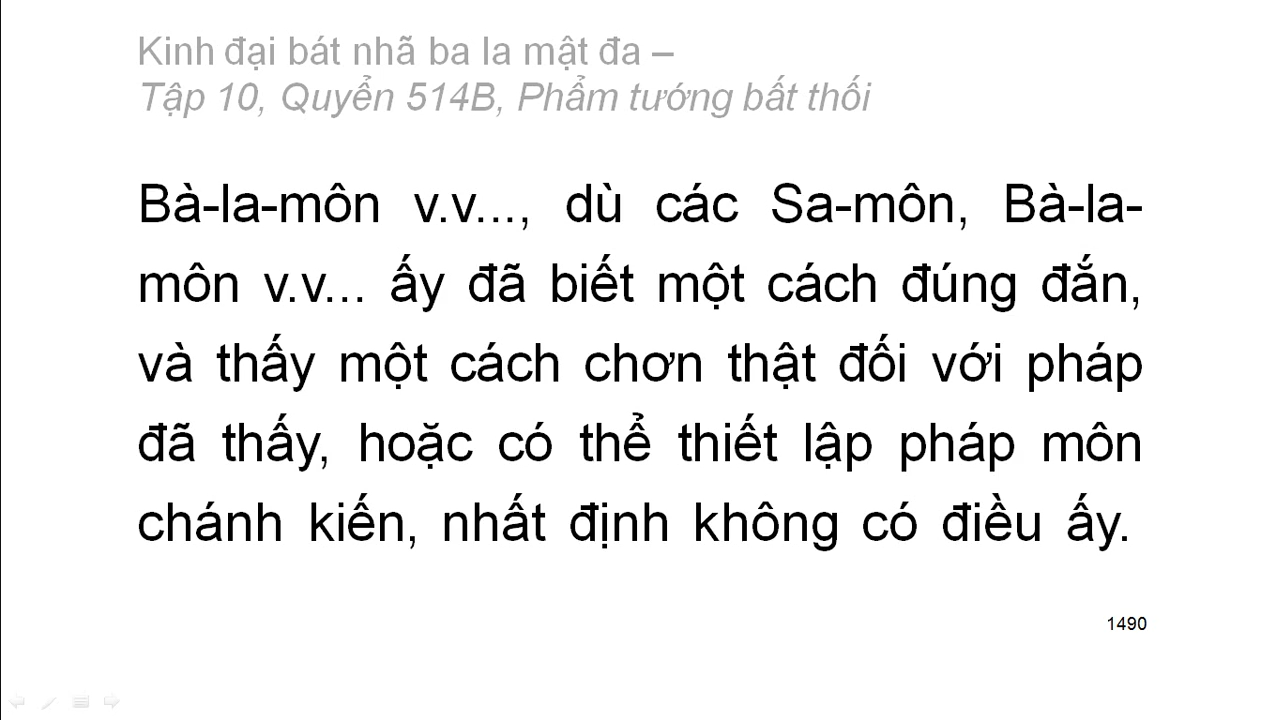 Kinh đại bát nhã ba la mật đa –
Tập 10, Quyển 514B, Phẩm tướng bất thối
Bà-la-môn v.v..., dù các Sa-môn, Bà-la-
môn v.v... ấy đã biết một cách đúng đắn,
và thấy một cách chơn thật đối với pháp
đã thấy, hoặc có thể thiết lập pháp môn
chánh kiến, nhất định không có điều ấy.
1490